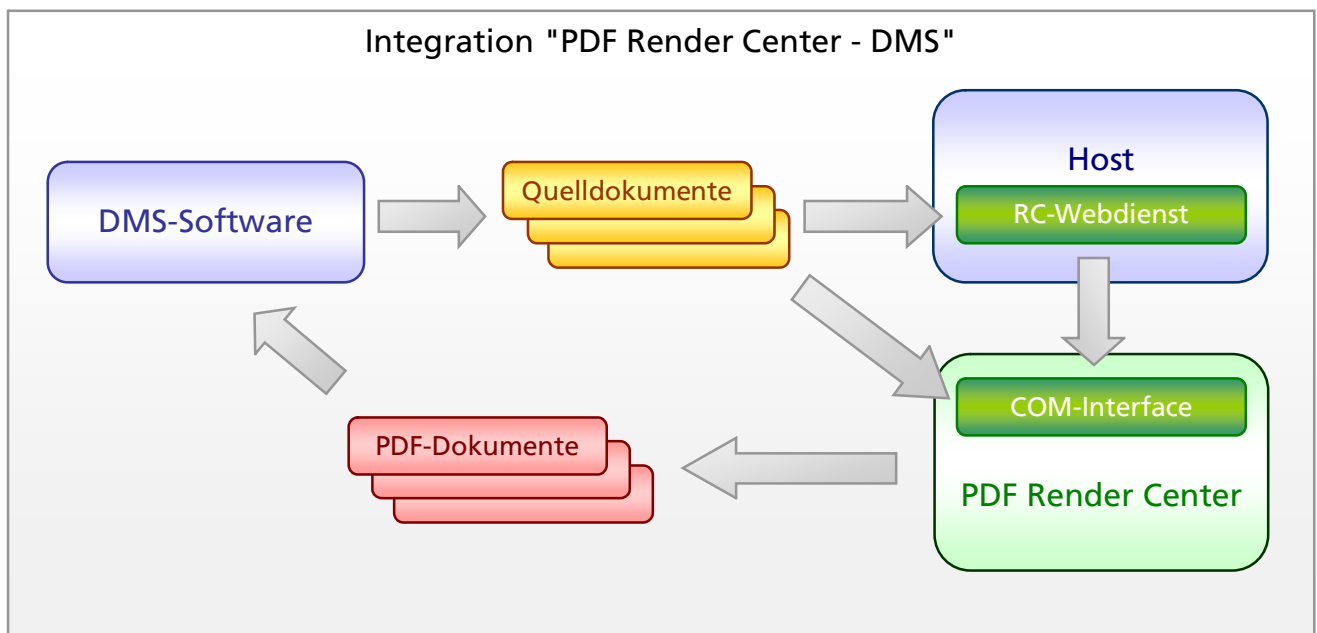 Integration "PDF Render Center - DMS"
DMS-Software
Quelldokumente
Host
RC-Webdienst
COM-Interface
PDF Render Center
PDF-Dokumente